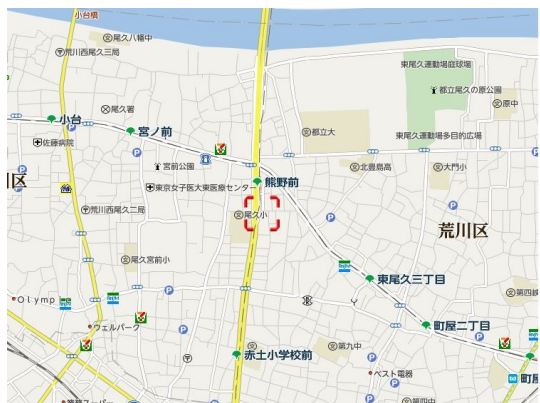 小台橋
尾久八幡中
荒川西尾久三局
東尾久運動場庭球場
都立尾久の原公園
原中
尾久署
小台
宮ノ前
都立大
東尾久運動場多目的広場
佐藤病院
宮前公園
北豊島高
大門小
川区
東京女子医大東医療センター
熊野前
荒川西尾久二局
尾久小
荒川区
尾久宮前小
東尾久三丁目
Olymp
第四峡
ウェルパーク
町屋二丁目
赤土小学校前
第九中
ベスト電器
町屋
第四中